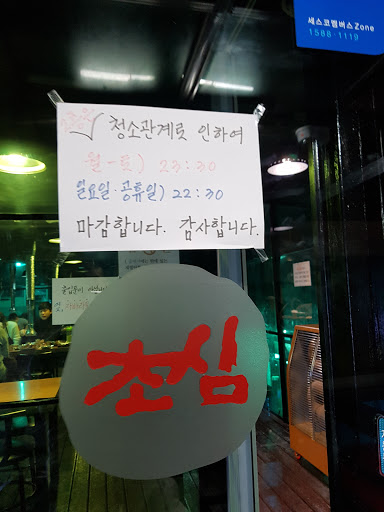 세스코멤버스Zone
1588 1119
청소관계로 인하여
월-토) 23:30
일요일·공휴일) 22:30
마감합니다. 감사합니다.
초심